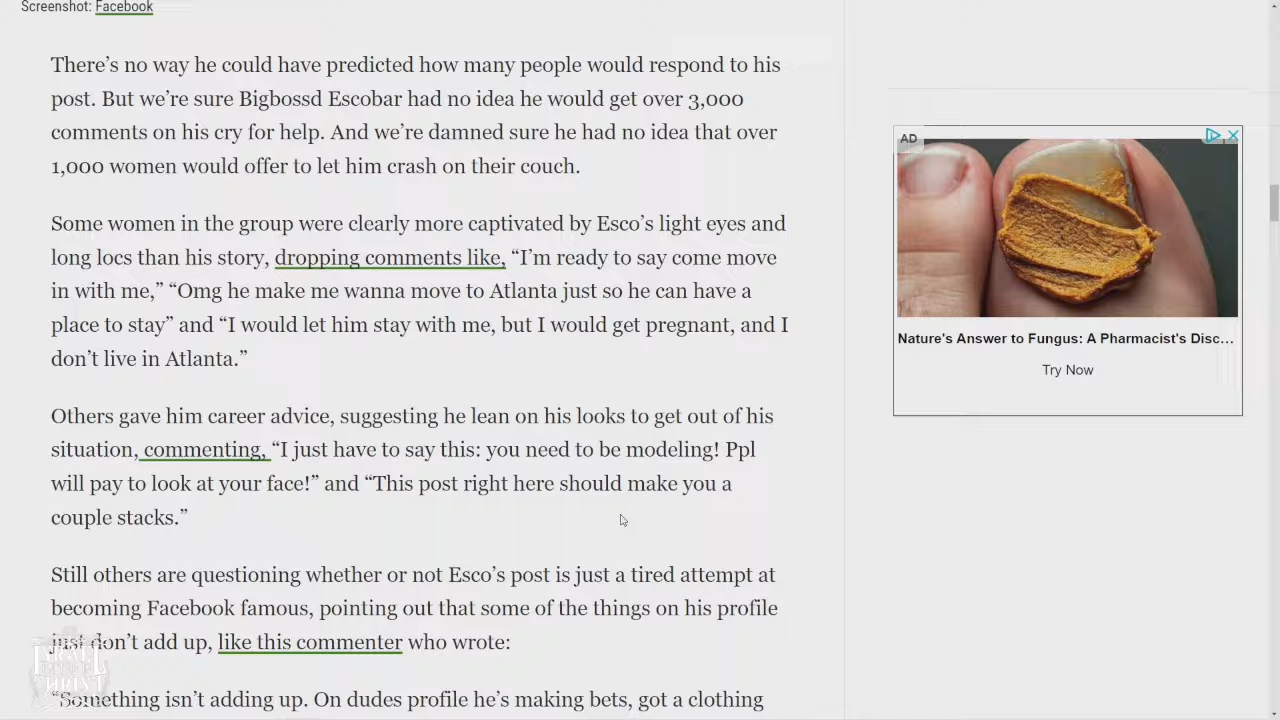 Screenshot: Facebook
There’s no way he could have predicted how many people would respond to his
post. But we’re sure Bigbossd Escobar had no idea he would get over 3,000
comments on his cry for help. And we’re damned sure he had no idea that over
1,000 women would offer to let him crash on their couch.
Some women in the group were clearly more captivated by Esco’s light eyes and
long locs than his story, dropping comments like, “I’m ready to say come move
in with me,” “Omg he make me wanna move to Atlanta just so he can have a
place to stay” and “I would let him stay with me, but I would get pregnant, and I
don’t live in Atlanta.”
Others gave him career advice, suggesting he lean on his looks to get out of his
situation, commenting, “I just have to say this: you need to be modeling! Ppl
will pay to look at your face!” and “This post right here should make you a
couple stacks.”
Still others are questioning whether or not Esco’s post is just a tired attempt at
becoming Facebook famous, pointing out that some of the things on his profile
just don’t add up, like this commenter who wrote:
“Something isn’t adding up. On dudes profile he’s making bets, got a clothing
AD
Nature's Answer to Fungus: A Pharmacist's Disc...
Try Now
CHRIST